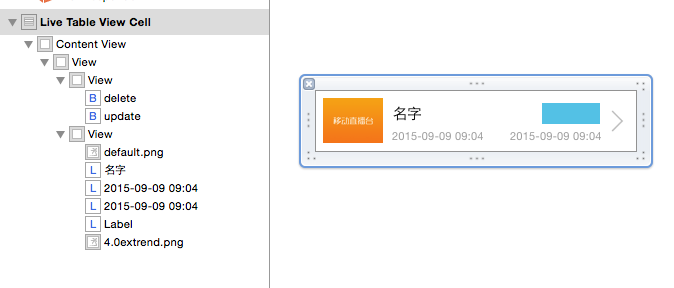 Live Table View Cell
Content View
View
View
B delete
B update
View
default.png
L 名字
L 2015-09-09 09:04
L 2015-09-09 09:04
L Label
4.0extrend.png
移动直播台
名字
2015-09-09 09:04
2015-09-09 09:04